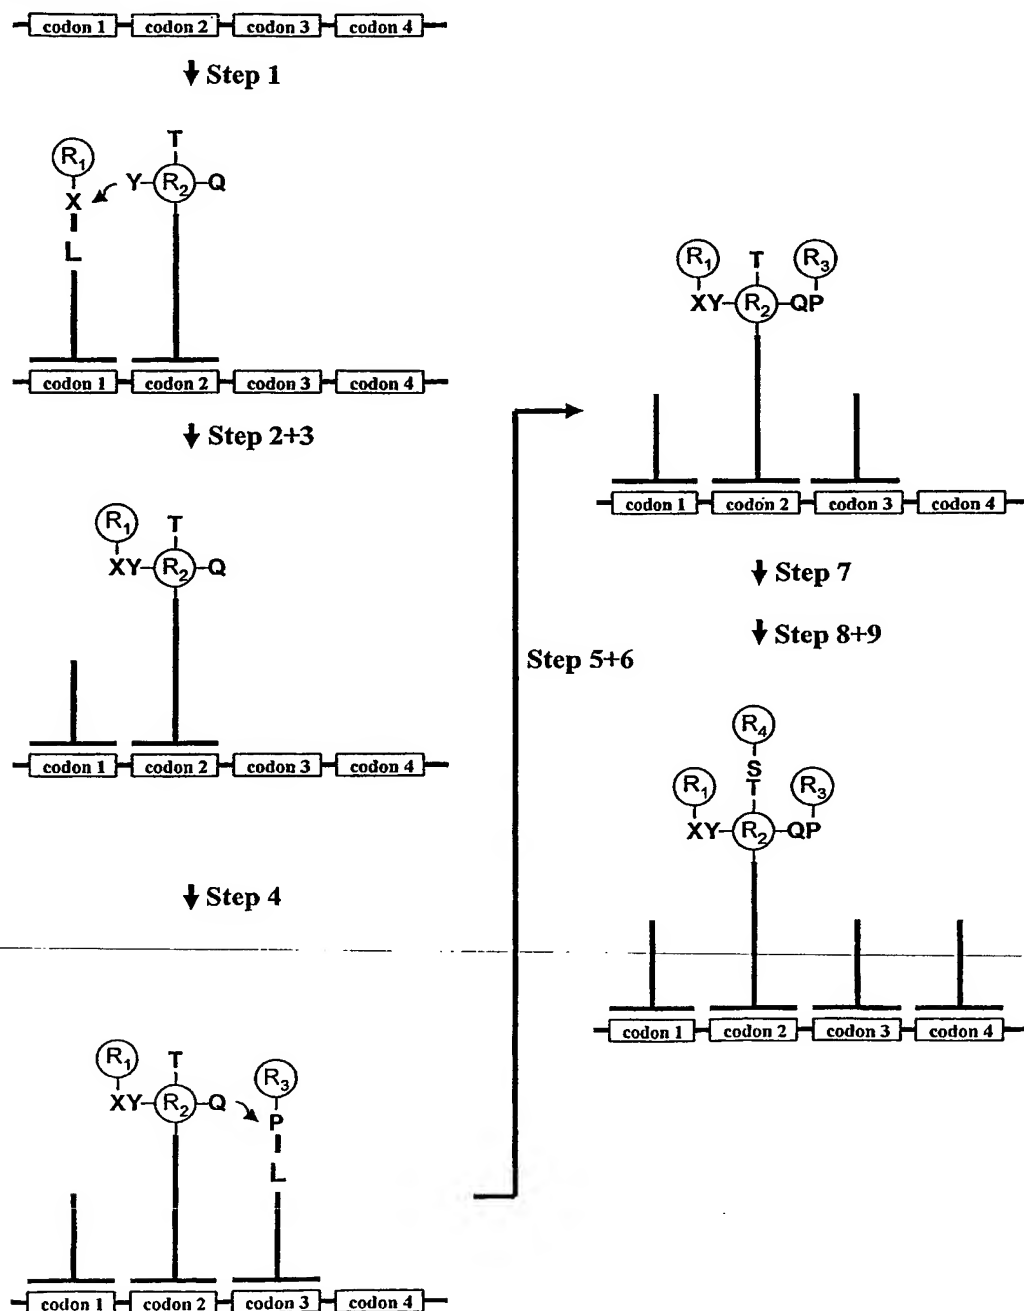 codon 1 codon 2 codon 3 codon 4
Step 1
T
R1
Y R2 Q
X
L
codon 1 codon 2 codon 3 codon 4
Step 2+3
R1
T
XY R2 Q
codon 1 codon 2 codon 3 codon 4
Step 4
R1
T
R3
XY R2 Q
P
L
codon 1 codon 2 codon 3 codon 4
Step 5+6
R1 T R3
XY R2 QP
codon 1 codon 2 codon 3 codon 4
Step 7
Step 8+9
R4
S
R1 T R3
XY R2 QP
codon 1 codon 2 codon 3 codon 4